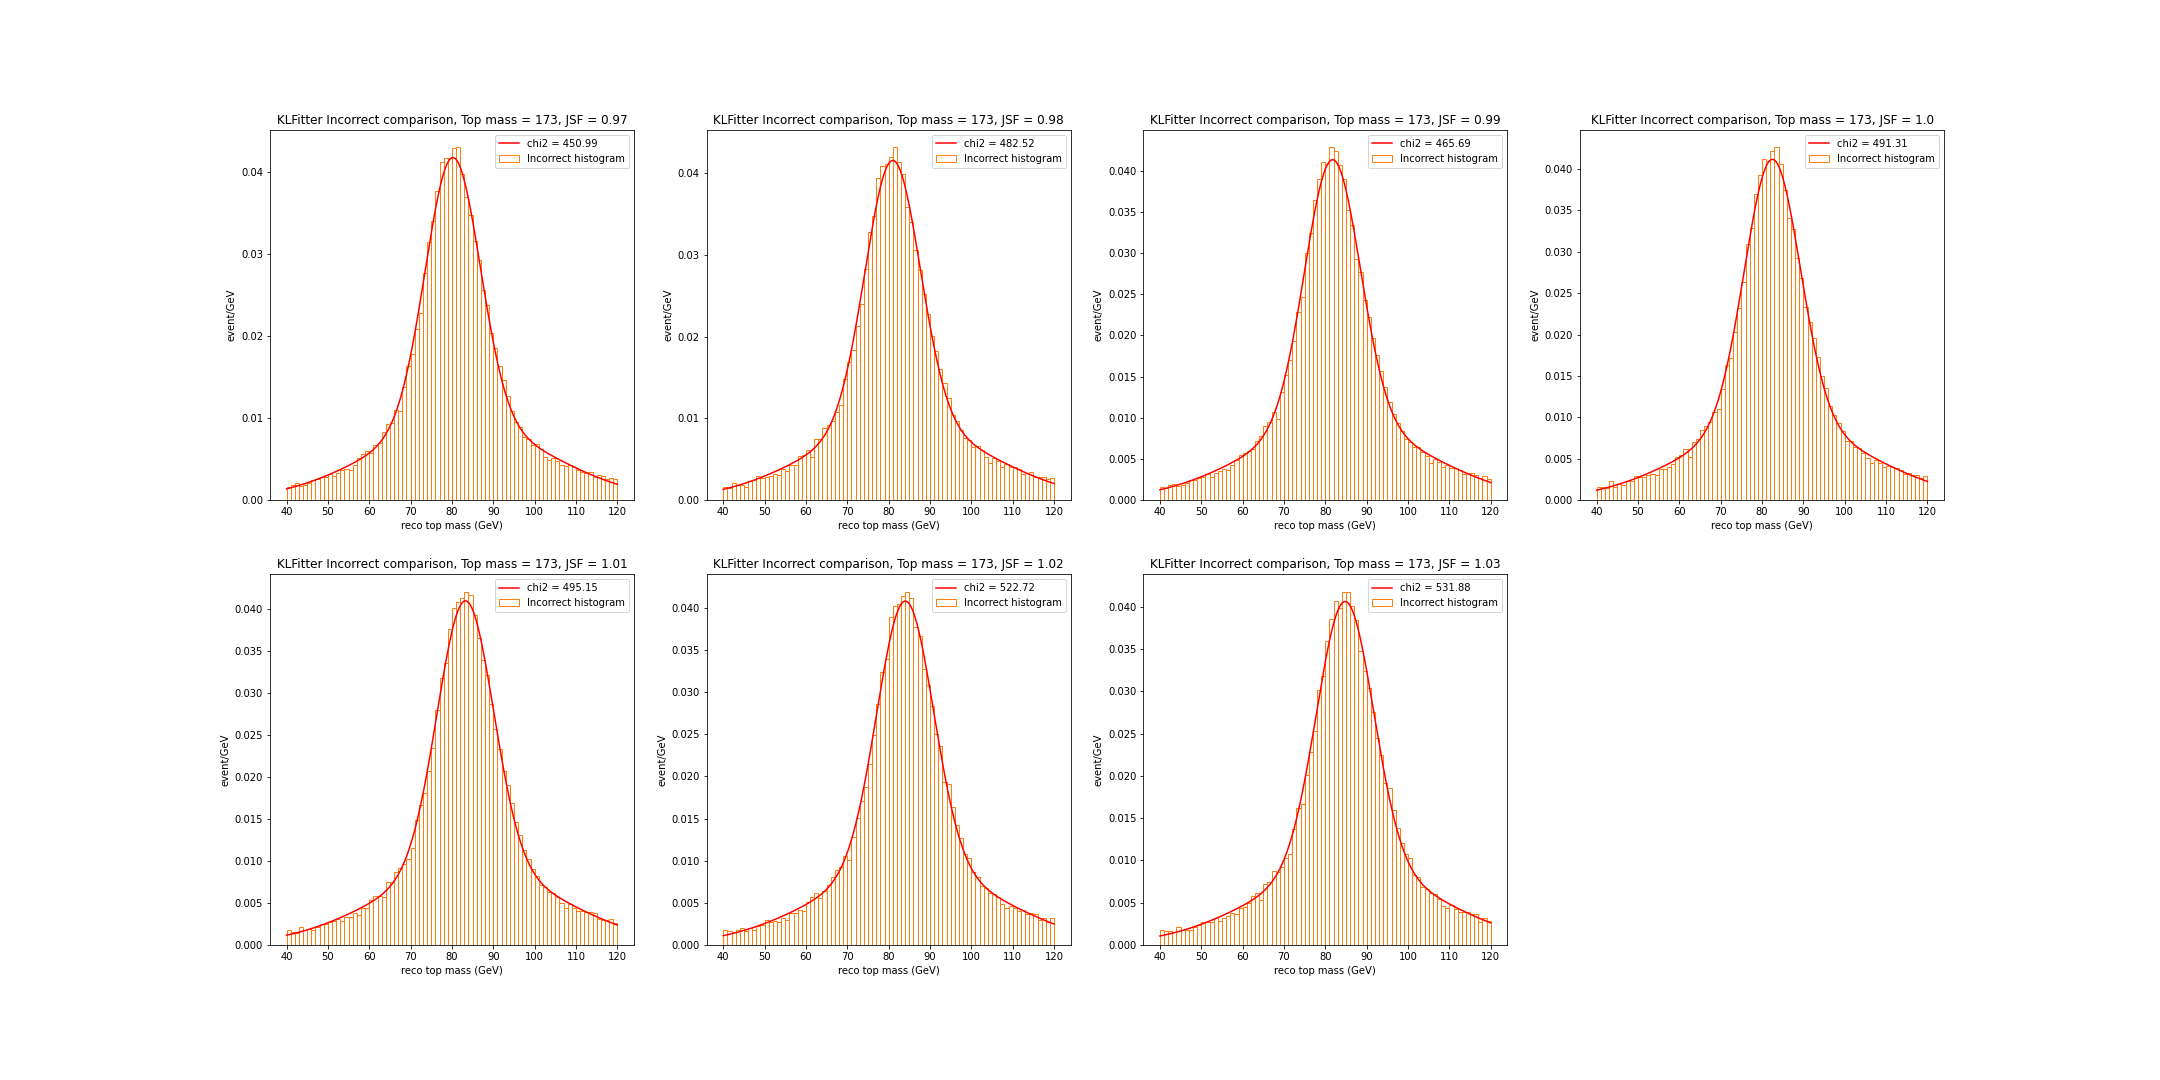 KLFitter Incorrect comparison, Top mass = 173, JSF = 0.97
chi2 = 450.99
Incorrect histogram
0.04
0.03
0.02
0.01
0.00
event/GeV
40 50 60 70 80 90 100 110 120
reco top mass (GeV)
KLFitter Incorrect comparison, Top mass = 173, JSF = 0.98
chi2 = 482.52
Incorrect histogram
0.04
0.03
0.02
0.01
0.00
event/GeV
40 50 60 70 80 90 100 110 120
reco top mass (GeV)
KLFitter Incorrect comparison, Top mass = 173, JSF = 0.99
chi2 = 465.69
Incorrect histogram
0.040
0.035
0.030
0.025
0.020
0.015
0.010
0.005
0.000
event/GeV
40 50 60 70 80 90 100 110 120
reco top mass (GeV)
KLFitter Incorrect comparison, Top mass = 173, JSF = 1.0
chi2 = 491.31
Incorrect histogram
0.040
0.035
0.030
0.025
0.020
0.015
0.010
0.005
0.000
event/GeV
40 50 60 70 80 90 100 110 120
reco top mass (GeV)
KLFitter Incorrect comparison, Top mass = 173, JSF = 1.01
chi2 = 495.15
Incorrect histogram
0.040
0.035
0.030
0.025
0.020
0.015
0.010
0.005
0.000
event/GeV
40 50 60 70 80 90 100 110 120
reco top mass (GeV)
KLFitter Incorrect comparison, Top mass = 173, JSF = 1.02
chi2 = 522.72
Incorrect histogram
0.040
0.035
0.030
0.025
0.020
0.015
0.010
0.005
0.000
event/GeV
40 50 60 70 80 90 100 110 120
reco top mass (GeV)
KLFitter Incorrect comparison, Top mass = 173, JSF = 1.03
chi2 = 531.88
Incorrect histogram
0.040
0.035
0.030
0.025
0.020
0.015
0.010
0.005
0.000
event/GeV
40 50 60 70 80 90 100 110 120
reco top mass (GeV)